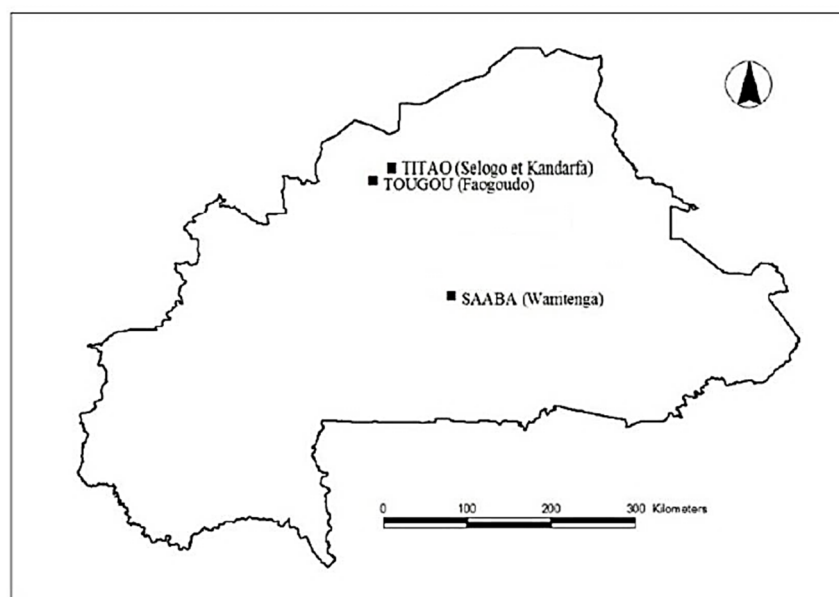 TITAO (Selogo et Kandarfa)
TOUGOU (Faogoudo)
SAABA (Wamtenga)
0 100 200 300 Kilometers